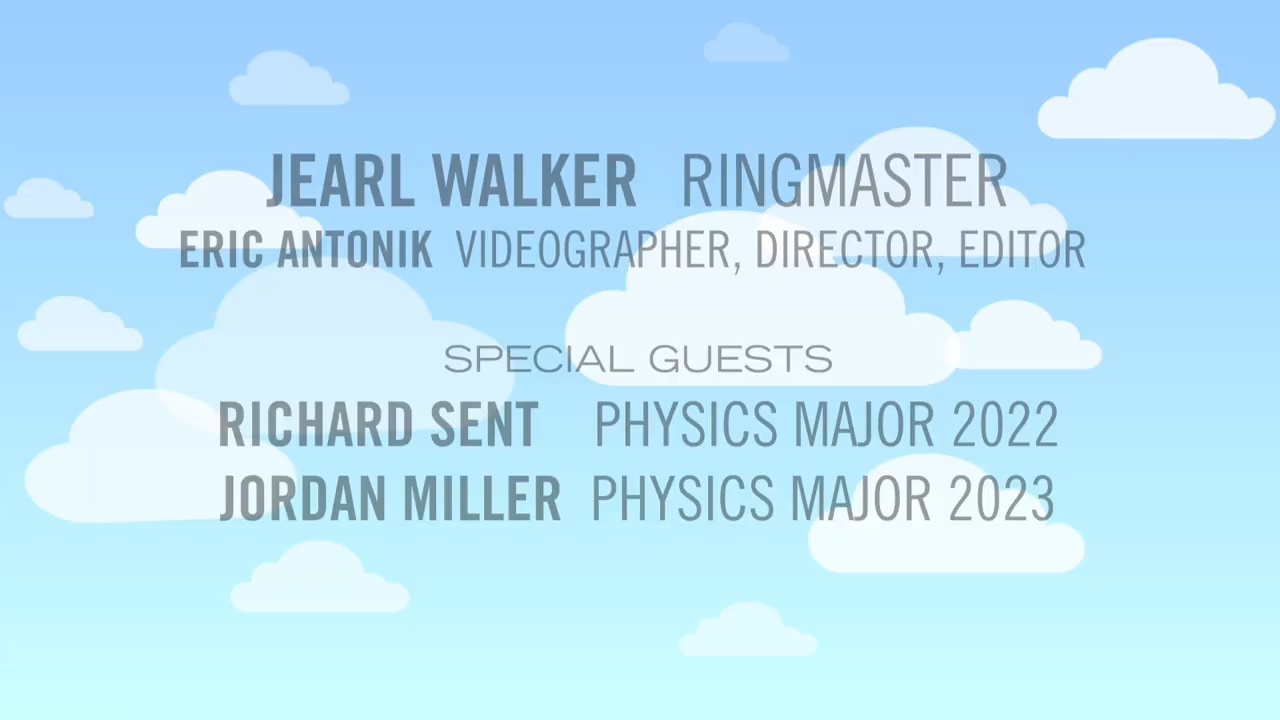 JEARL WALKER RINGMASTER
ERIC ANTONIK VIDEOGRAPHER, DIRECTOR, EDITOR
SPECIAL GUESTS
RICHARD SENT PHYSICS MAJOR 2022
JORDAN MILLER PHYSICS MAJOR 2023